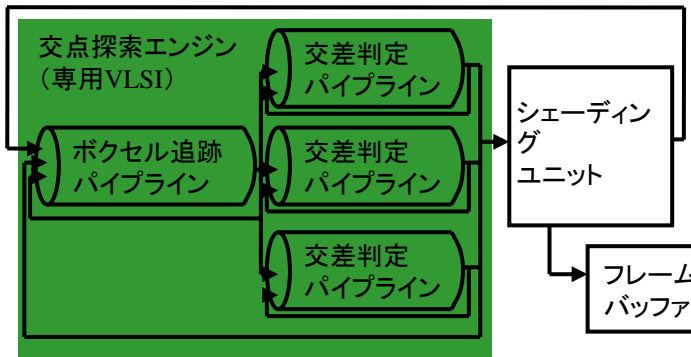 交点探索エンジン
（専用VLSI）
ボクセル追跡
パイプライン
交差判定
パイプライン
交差判定
パイプライン
交差判定
パイプライン
シェーディン
グ
ユニット
フレーム
バッファ